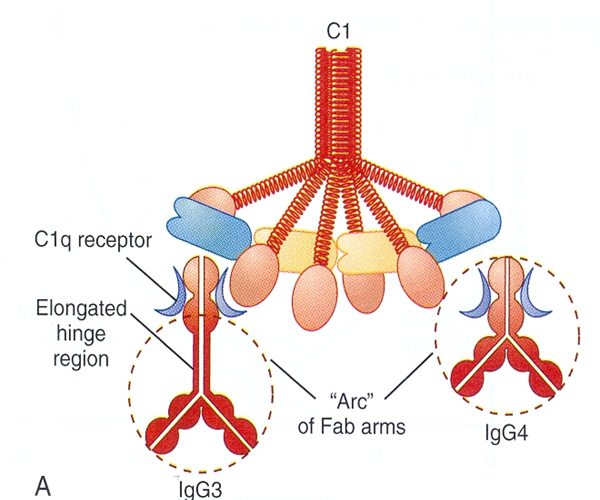 C1
C1q receptor
Elongated
hinge
region
“Arc”
of Fab arms
IgG4
A
IgG3